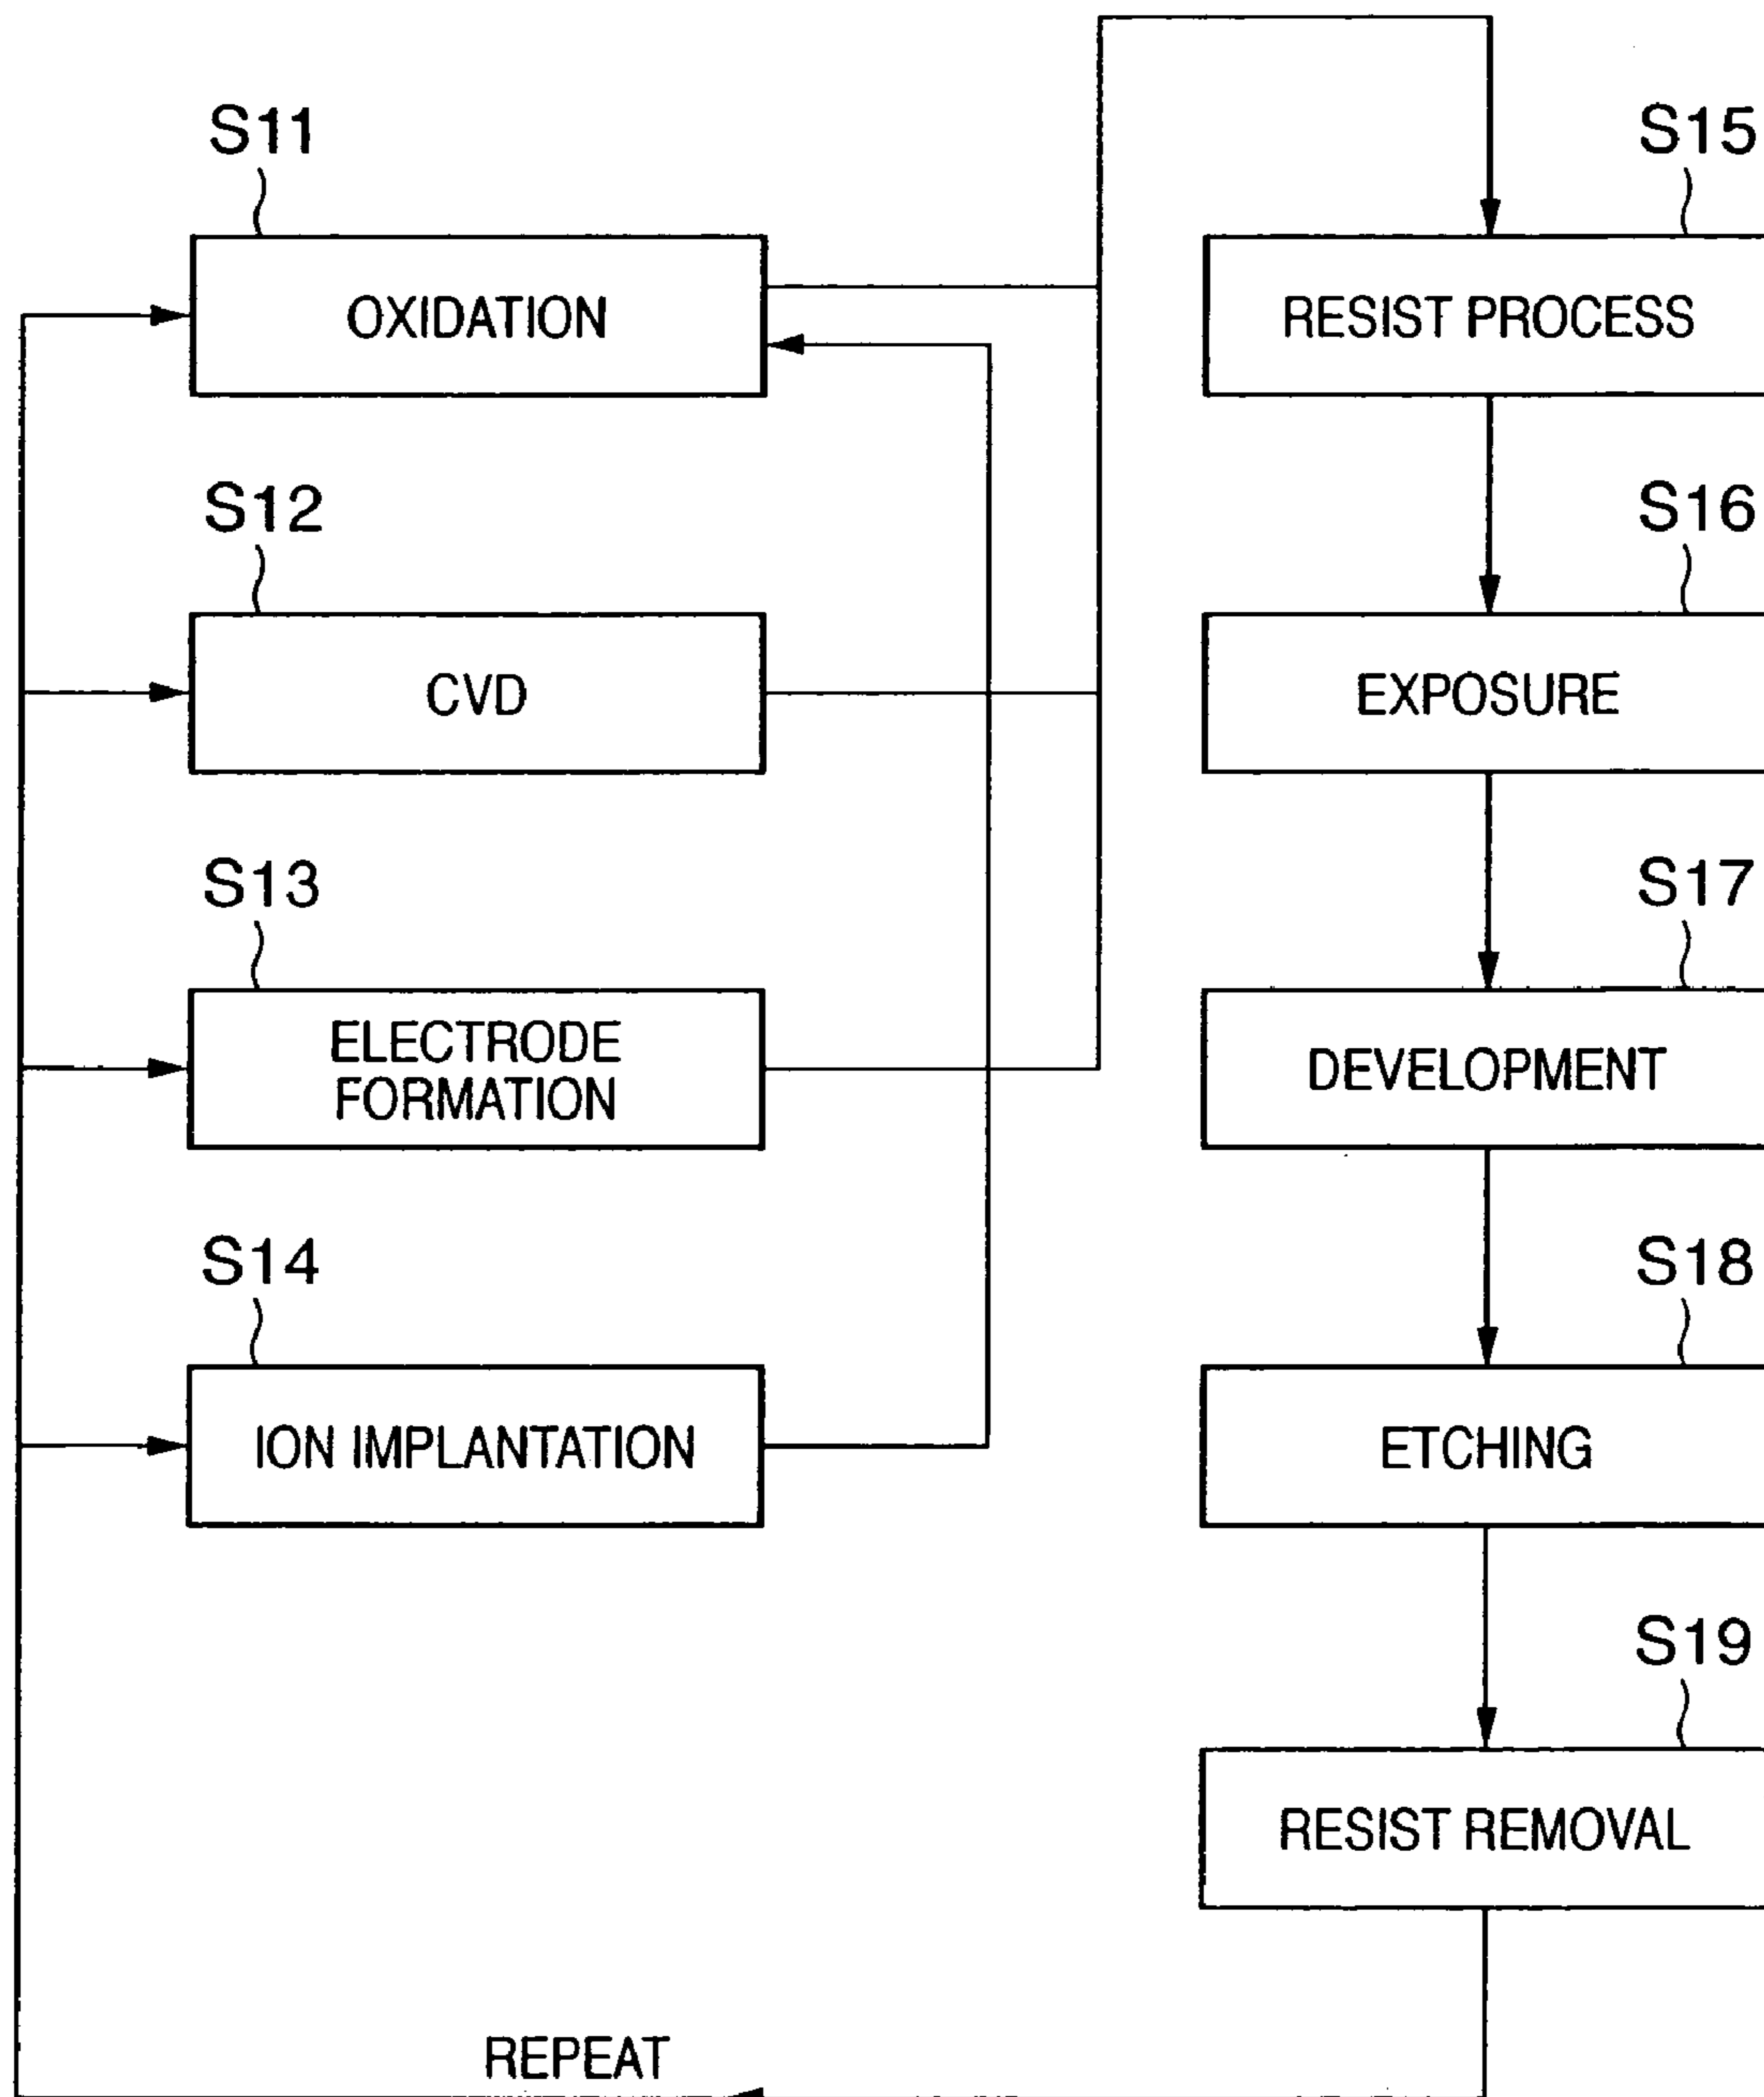 S11
OXIDATION
S12
CVD
S13
ELECTRODE
FORMATION
S14
ION IMPLANTATION
S15
RESIST PROCESS
S16
EXPOSURE
S17
DEVELOPMENT
S18
ETCHING
S19
RESIST REMOVAL
REPEAT